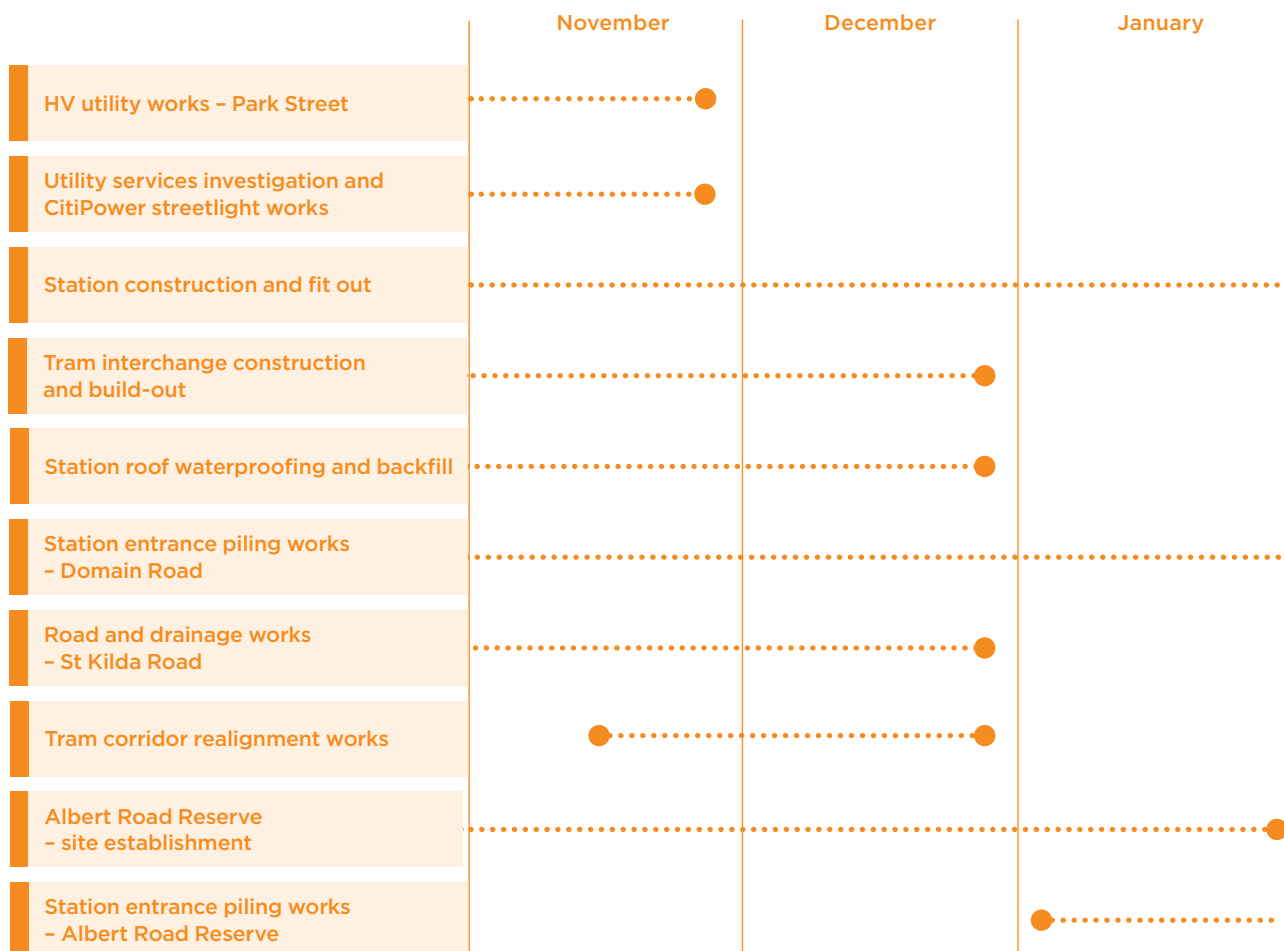 November
December
January
HV utility works – Park Street
Utility services investigation and
CitiPower streetlight works
Station construction and fit out
Tram interchange construction
and build-out
Station roof waterproofing and backfill
Station entrance piling works
– Domain Road
Road and drainage works
– St Kilda Road
Tram corridor realignment works
Albert Road Reserve
– site establishment
Station entrance piling works
– Albert Road Reserve